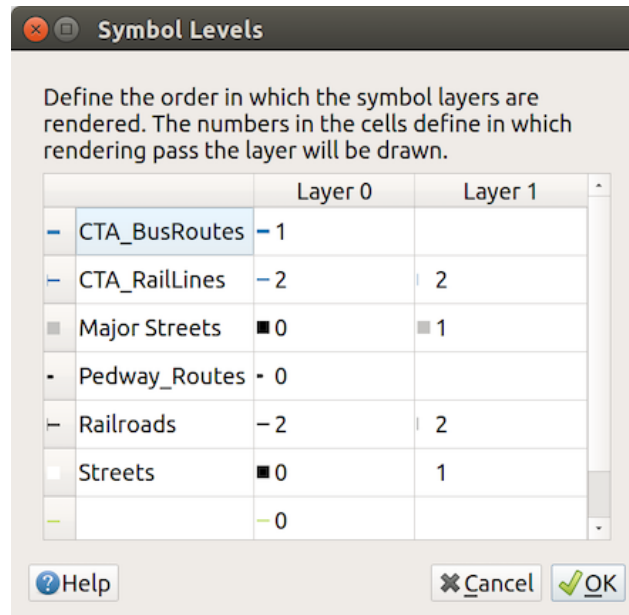 Symbol Levels
Define the order in which the symbol layers are
rendered. The numbers in the cells define in which
rendering pass the layer will be drawn.
Layer 0 Layer 1
CTA_BusRoutes 1
CTA_RailLines 2 2
Major Streets 0 1
Pedway_Routes 0
Railroads 2 2
Streets 0 1
0
Help Cancel OK